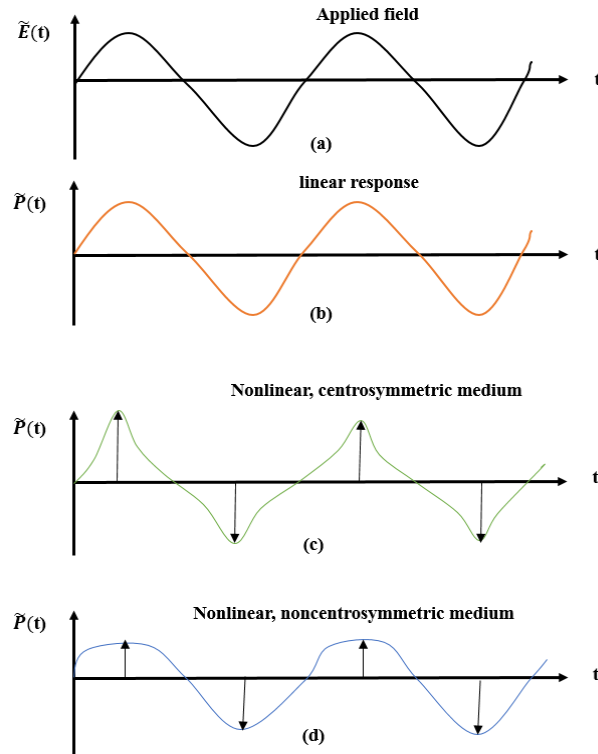 Applied field
Ẽ(t)
t
(a)
linear response
P̃(t)
t
(b)
Nonlinear, centrosymmetric medium
P̃(t)
t
(c)
Nonlinear, noncentrosymmetric medium
P̃(t)
t
(d)